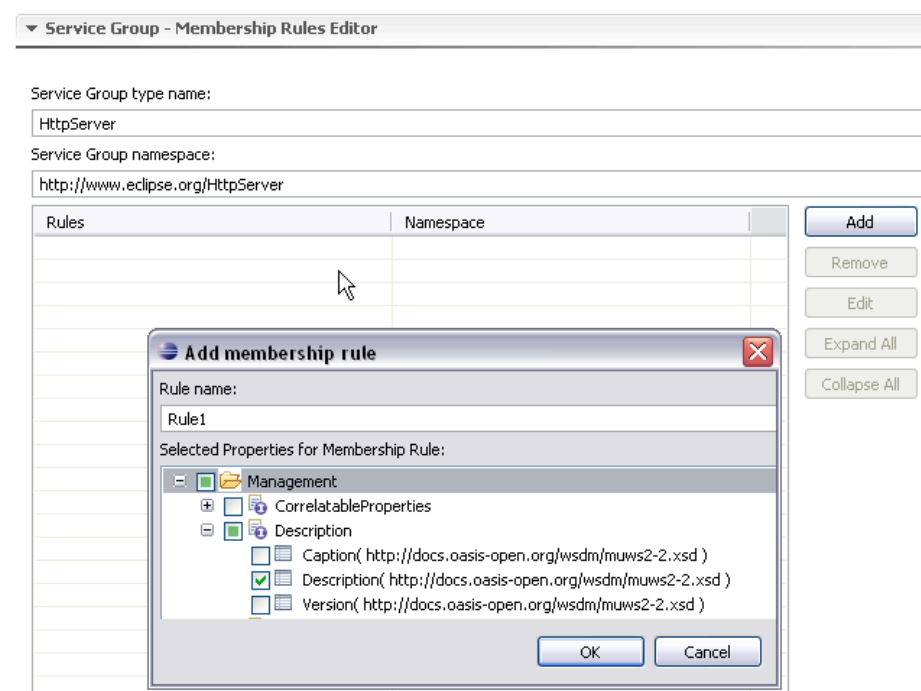 Service Group - Membership Rules Editor
Service Group type name:
HttpServer
Service Group namespace:
http://www.eclipse.org/HttpServer
Rules Namespace Add
Remove
Edit
Expand All
Collapse All
Add membership rule
Rule name:
Rule1
Selected Properties for Membership Rule:
Management
CorrelatableProperties
Description
Caption( http://docs.oasis-open.org/wsdm/muws2-2.xsd )
Description( http://docs.oasis-open.org/wsdm/muws2-2.xsd )
Version( http://docs.oasis-open.org/wsdm/muws2-2.xsd )
OK Cancel